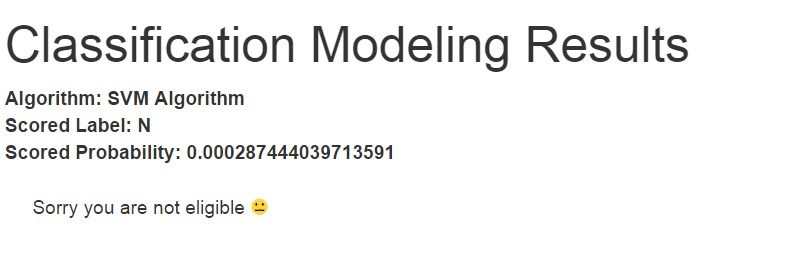 Classification Modeling Results
Algorithm: SVM Algorithm
Scored Label: N
Scored Probability: 0.000287444039713591
Sorry you are not eligible 😐